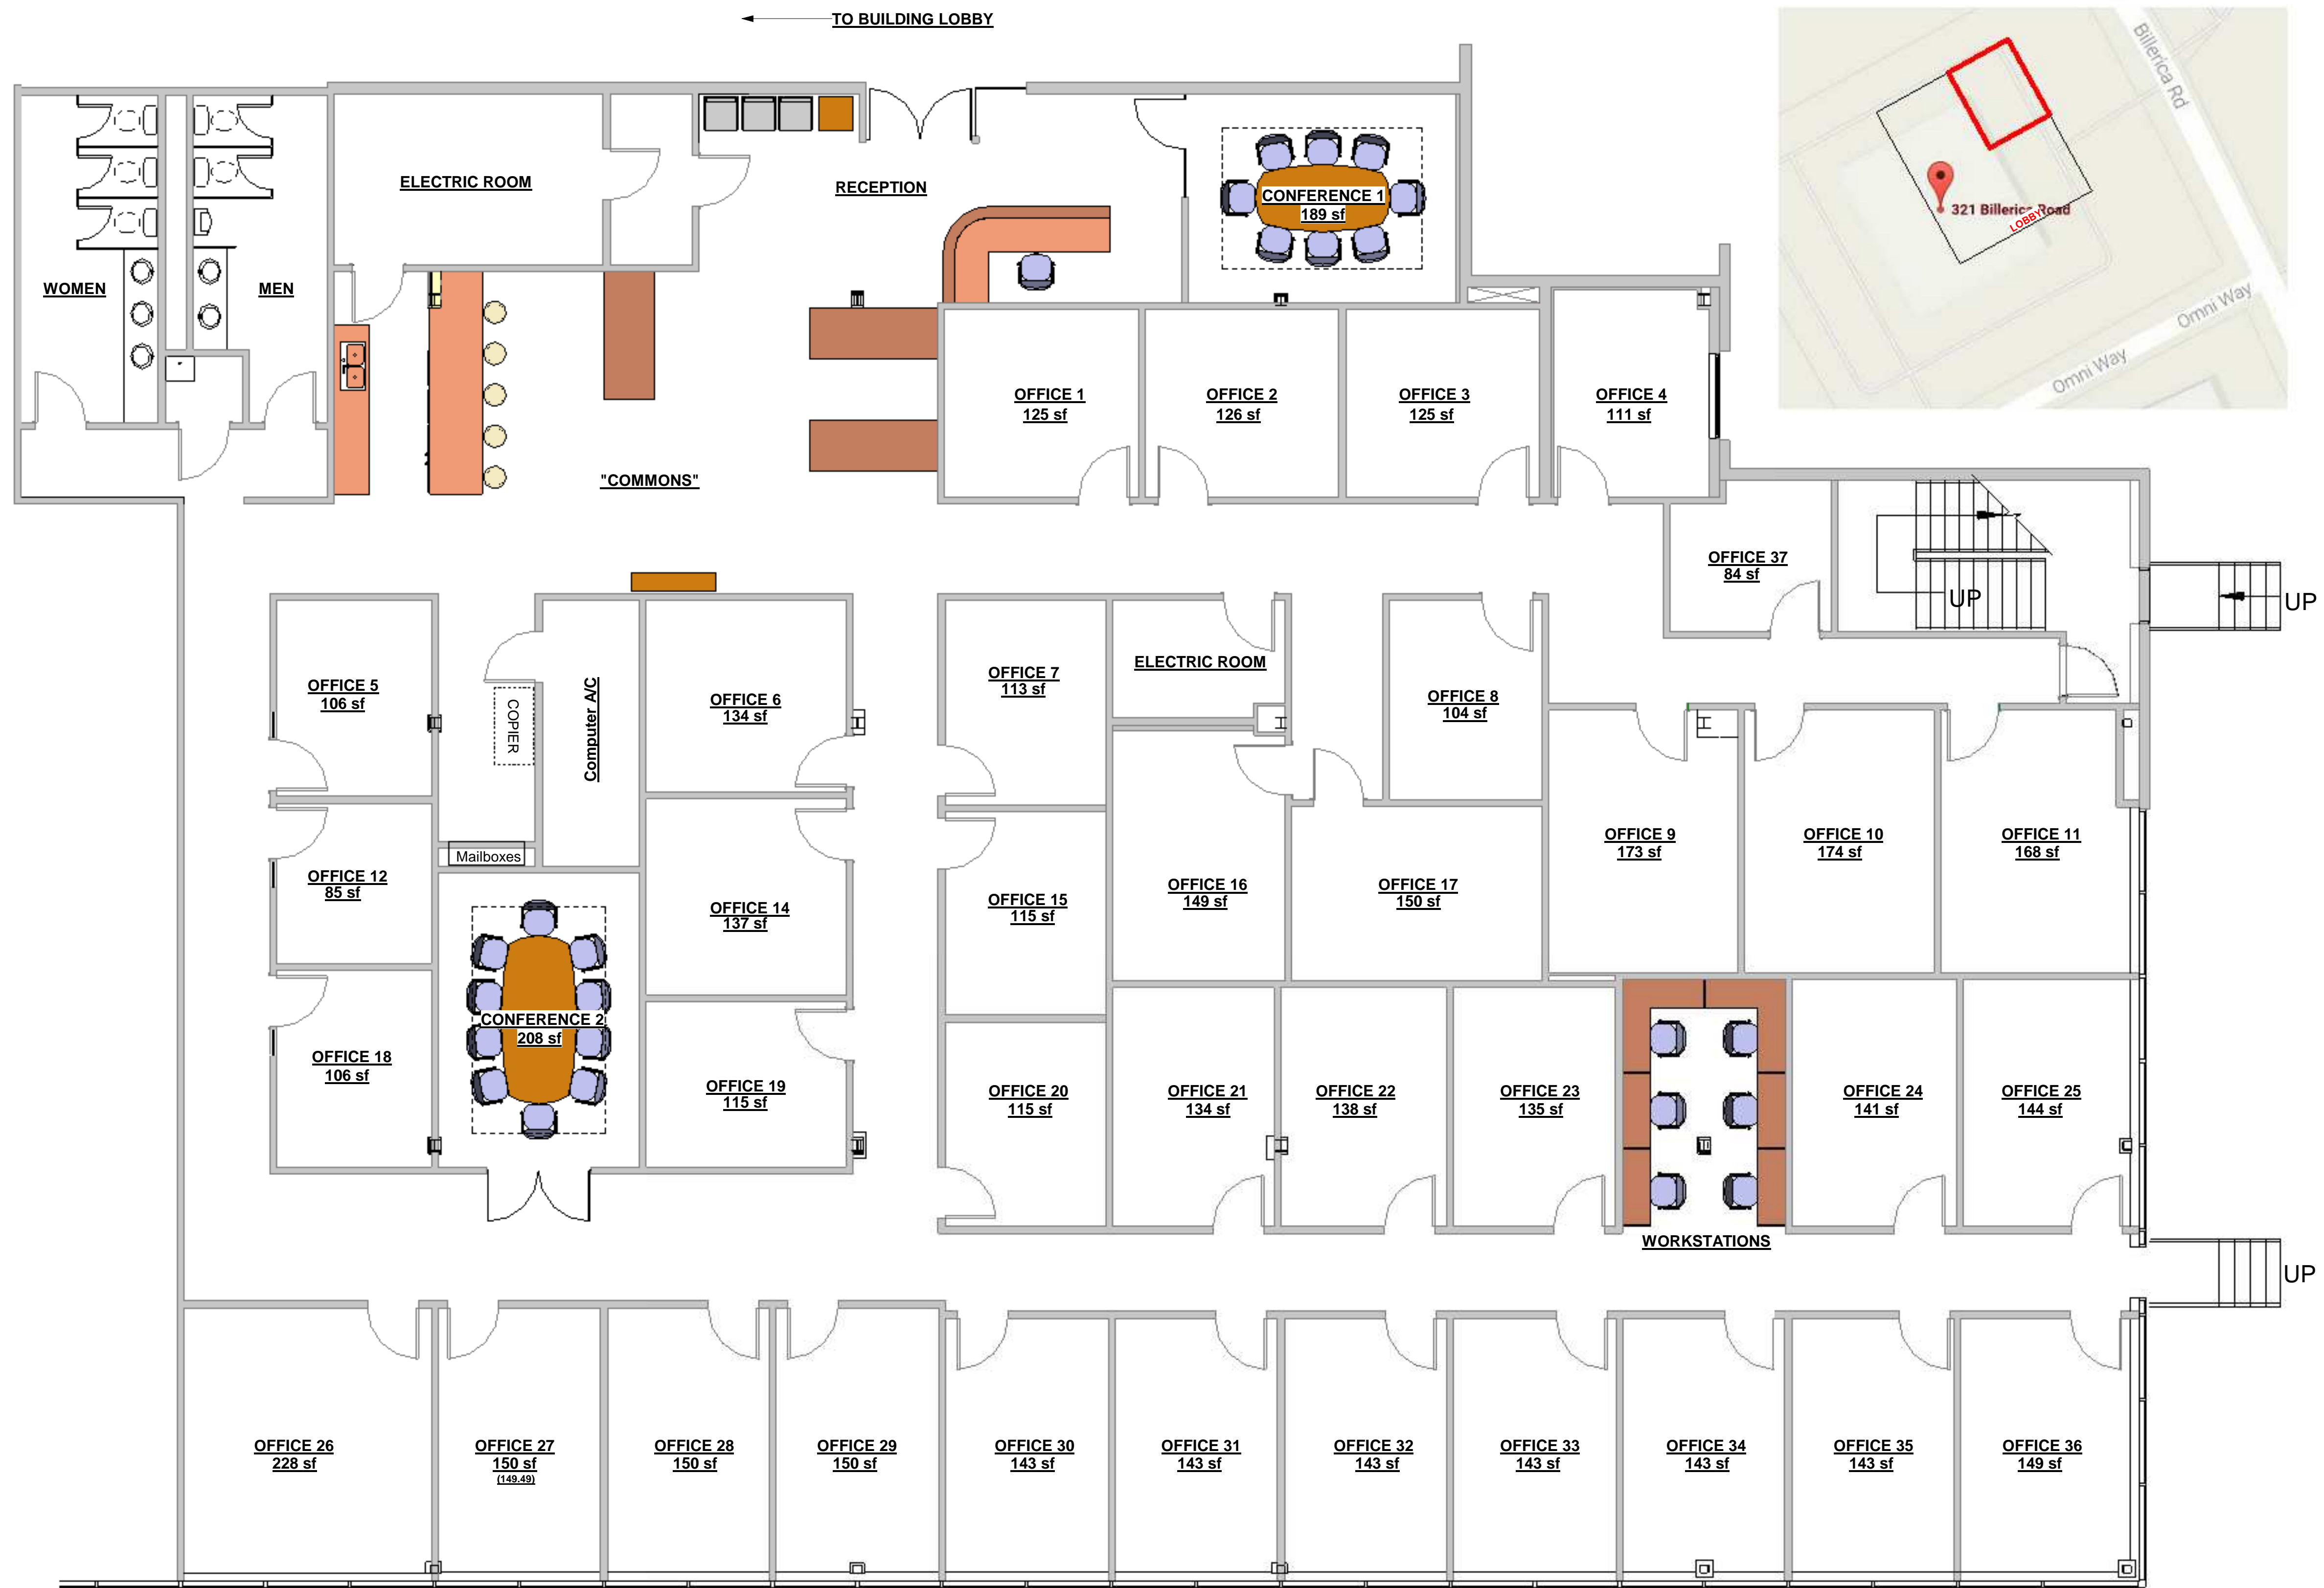 TO BUILDING LOBBY
Billerica Rd
321 Billerica Road
LOBBY
Omni Way
Omni Way
ELECTRIC ROOM
RECEPTION
CONFERENCE 1
189 sf
WOMEN
MEN
OFFICE 1
125 sf
OFFICE 2
126 sf
OFFICE 3
125 sf
OFFICE 4
111 sf
"COMMONS"
OFFICE 37
84 sf
UP
UP
OFFICE 5
106 sf
COPIER
Computer A/C
OFFICE 6
134 sf
OFFICE 7
113 sf
ELECTRIC ROOM
OFFICE 8
104 sf
Mailboxes
OFFICE 12
85 sf
OFFICE 14
137 sf
OFFICE 15
115 sf
OFFICE 16
149 sf
OFFICE 17
150 sf
OFFICE 9
173 sf
OFFICE 10
174 sf
OFFICE 11
168 sf
CONFERENCE 2
208 sf
OFFICE 18
106 sf
OFFICE 19
115 sf
OFFICE 20
115 sf
OFFICE 21
134 sf
OFFICE 22
138 sf
OFFICE 23
135 sf
OFFICE 24
141 sf
OFFICE 25
144 sf
WORKSTATIONS
UP
OFFICE 26
228 sf
OFFICE 27
150 sf
(149.49)
OFFICE 28
150 sf
OFFICE 29
150 sf
OFFICE 30
143 sf
OFFICE 31
143 sf
OFFICE 32
143 sf
OFFICE 33
143 sf
OFFICE 34
143 sf
OFFICE 35
143 sf
OFFICE 36
149 sf